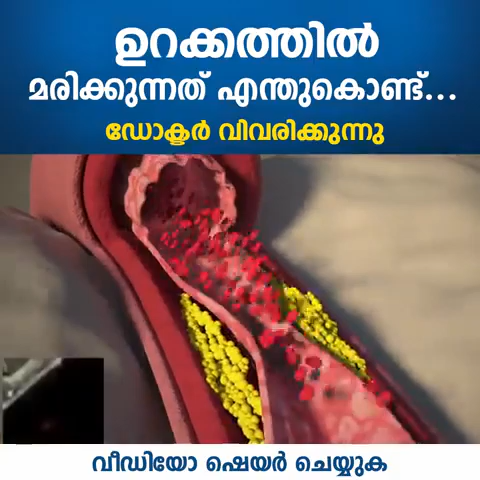 ഉറക്കത്തിൽ
മരിക്കുന്നത് എന്തുകൊണ്ട്...
ഡോക്ടർ വിവരിക്കുന്നു
വീഡിയോ ഷെയർ ചെയ്യുക